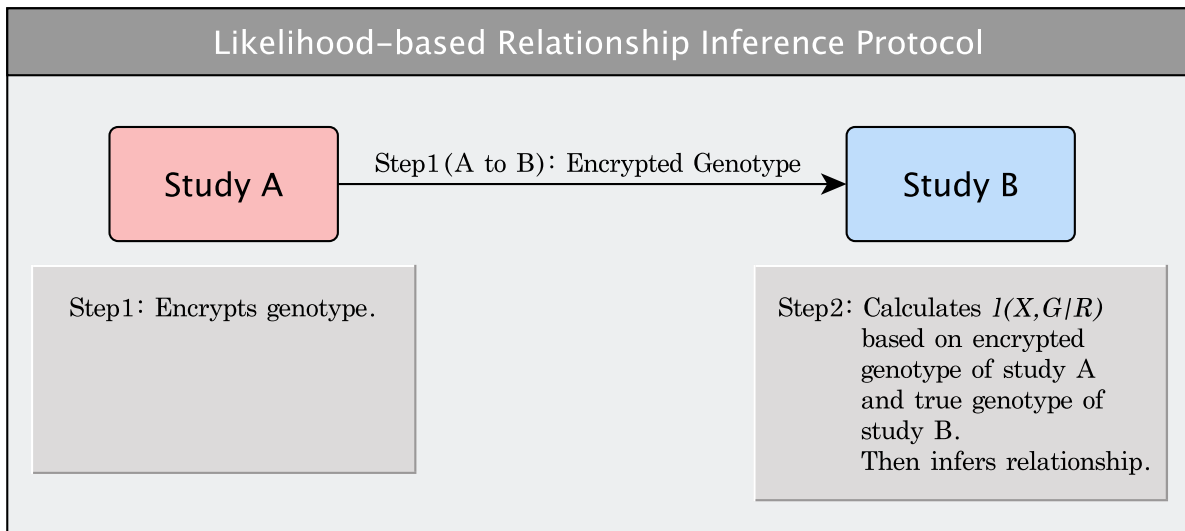 Likelihood-based Relationship Inference Protocol
Study A
Step1(A to B): Encrypted Genotype
Study B
Step1: Encrypts genotype.
Step2: Calculates l(X,G|R)
based on encrypted
genotype of study A
and true genotype of
study B.
Then infers relationship.